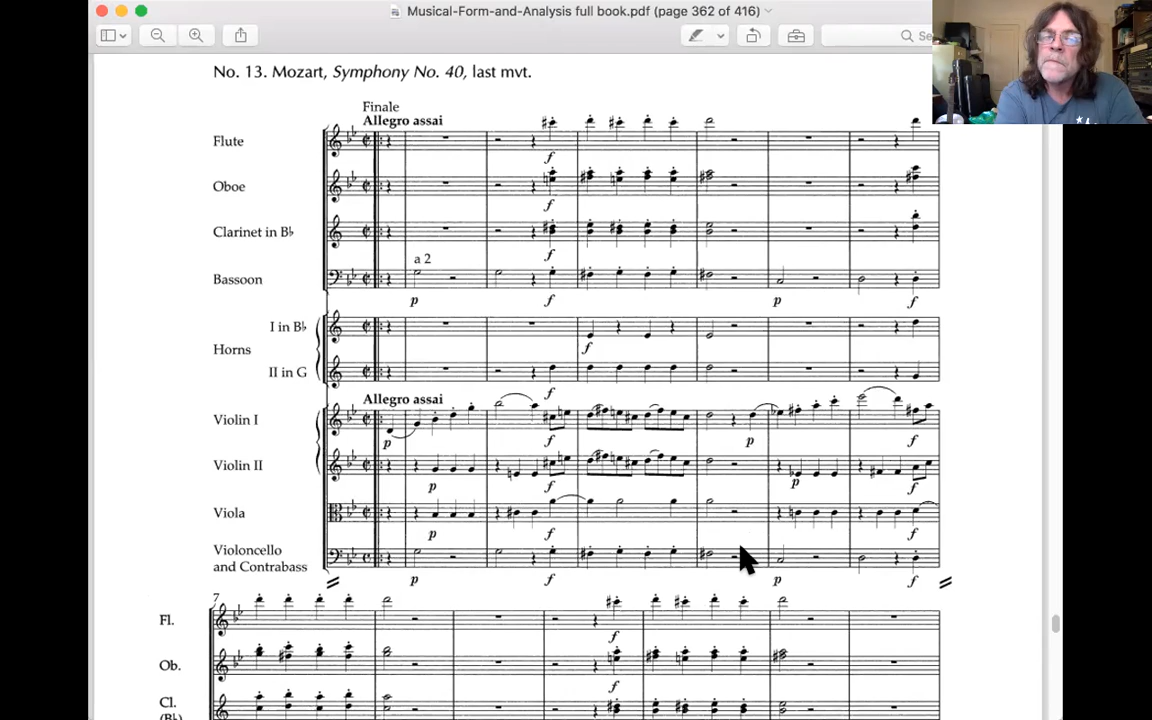 Musical-Form-and-Analysis full book.pdf (page 362 of 416)
Se
No. 13. Mozart, Symphony No. 40, last mvt.
Finale
Allegro assai
Flute
f
Oboe
f
Clarinet in B♭
f
a 2
Bassoon
p f p f
I in B♭
Horns
f
II in G
f
Allegro assai
Violin I
p f p f
Violin II
p f p f
Viola
p f f
Violoncello
and Contrabass
p f p f
7
Fl.
f
Ob.
f
Cl.
(B♭)